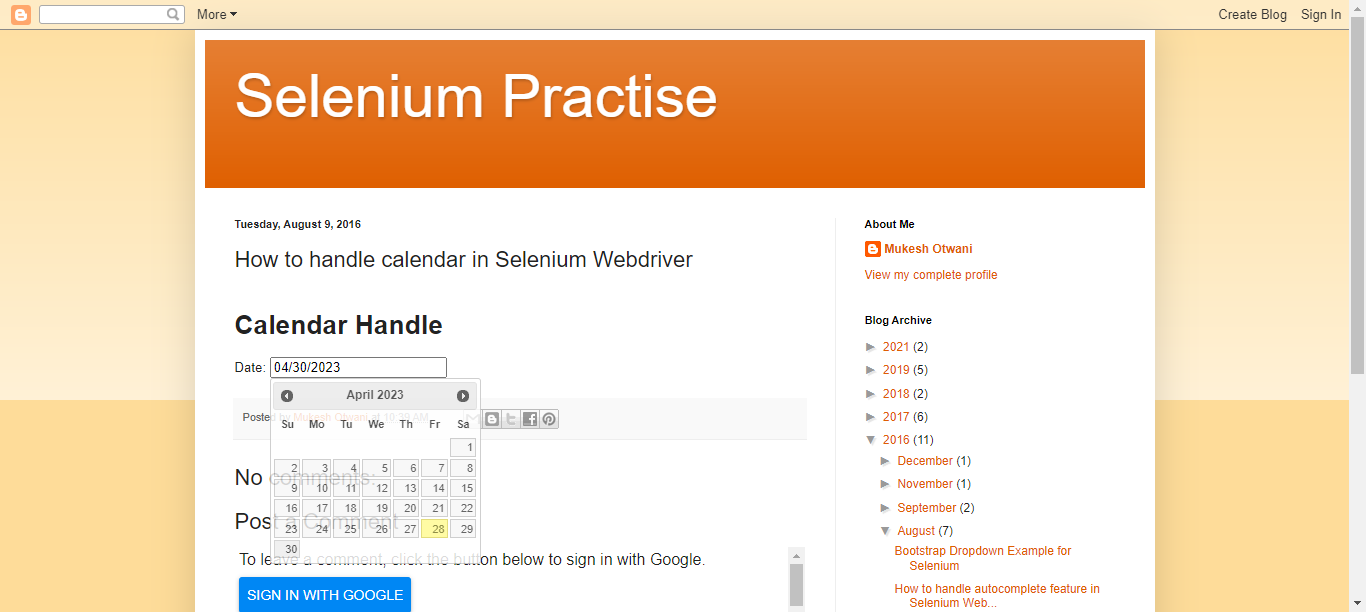 More
Create Blog Sign In
Selenium Practise
Tuesday, August 9, 2016
How to handle calendar in Selenium Webdriver
Calendar Handle
Date: 04/30/2023
April 2023
Su Mo Tu We Th Fr Sa
1
2 3 4 5 6 7 8
9 10 11 12 13 14 15
16 17 18 19 20 21 22
23 24 25 26 27 28 29
30
Posted by Mukesh Otwani at 10:39 AM
No comments:
Post a Comment
To leave a comment, click the button below to sign in with Google.
SIGN IN WITH GOOGLE
About Me
Mukesh Otwani
View my complete profile
Blog Archive
► 2021 (2)
► 2019 (5)
► 2018 (2)
► 2017 (6)
▼ 2016 (11)
► December (1)
► November (1)
► September (2)
▼ August (7)
Bootstrap Dropdown Example for
Selenium
How to handle autocomplete feature in
Selenium Web...